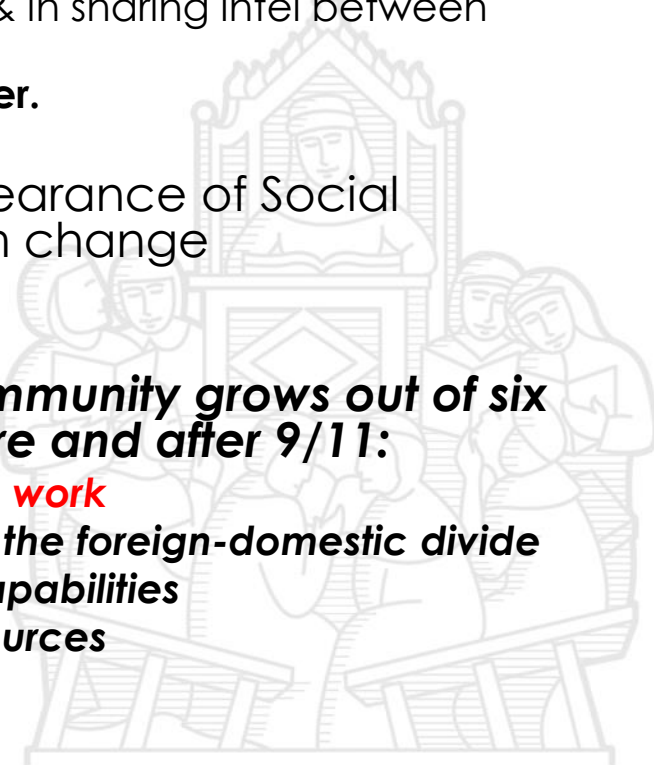 & in sharing intel between
er.
earance of Social
n change
mmunity grows out of six
re and after 9/11:
work
the foreign-domestic divide
apabilities
ources